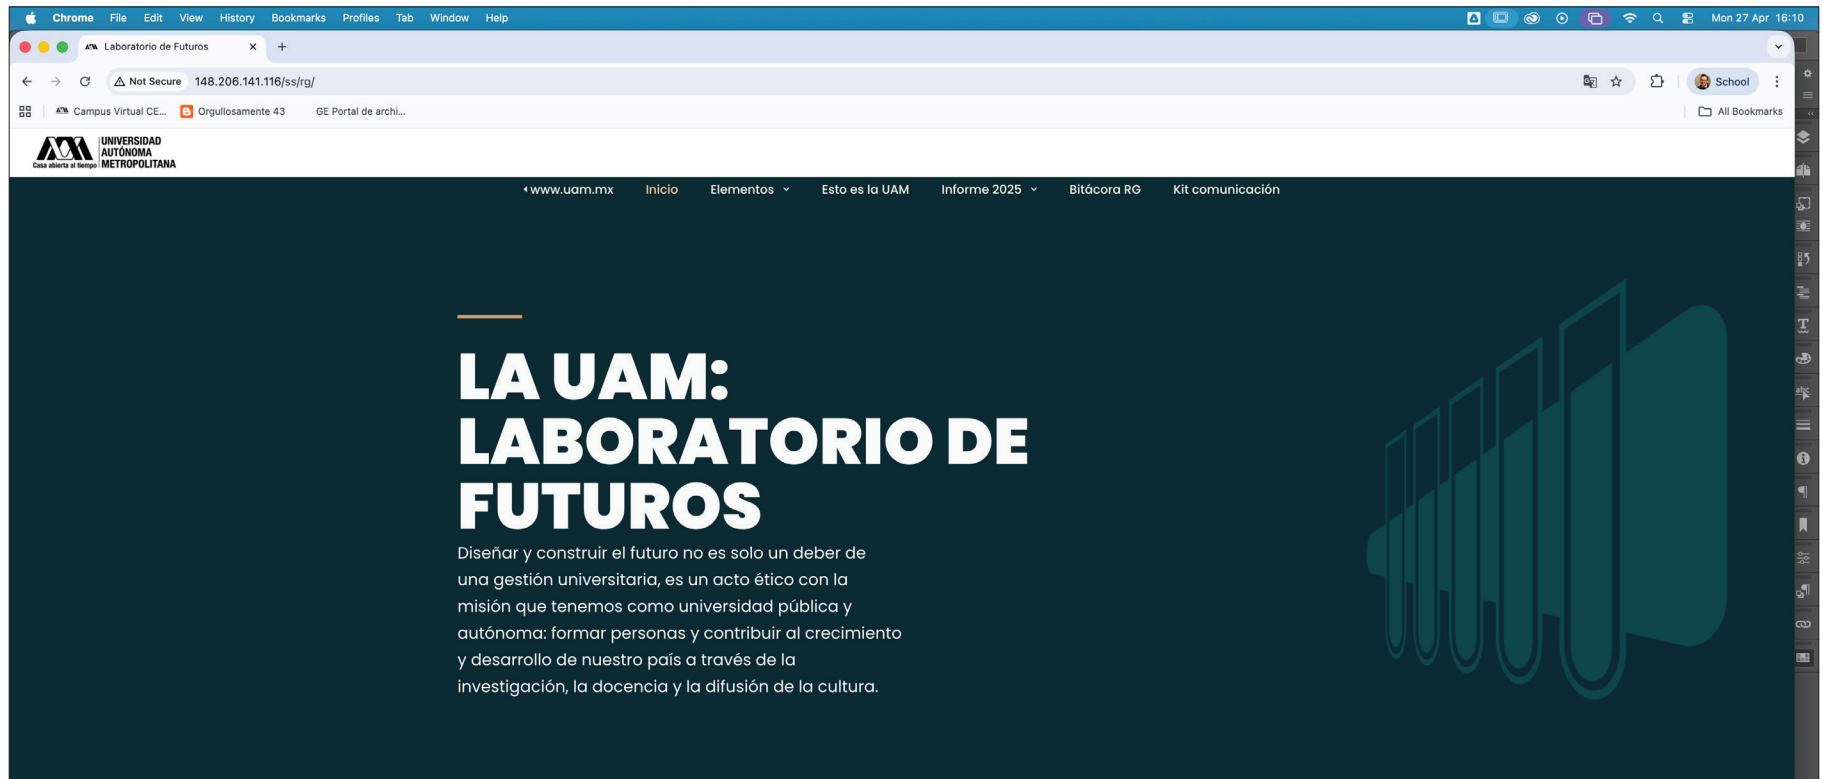 Chrome File Edit View History Bookmarks Profiles Tab Window Help Mon 27 Apr 16:10
Laboratorio de Futuros
Not Secure 148.206.141.116/ss/rg/ School
Campus Virtual CE... Orgullosamente 43 GE Portal de archi... All Bookmarks
UNIVERSIDAD
AUTÓNOMA
METROPOLITANA
Casa abierta al tiempo
www.uam.mx Inicio Elementos Esto es la UAM Informe 2025 Bitácora RG Kit comunicación
LA UAM:
LABORATORIO DE
FUTUROS
Diseñar y construir el futuro no es solo un deber de
una gestión universitaria, es un acto ético con la
misión que tenemos como universidad pública y
autónoma: formar personas y contribuir al crecimiento
y desarrollo de nuestro país a través de la
investigación, la docencia y la difusión de la cultura.